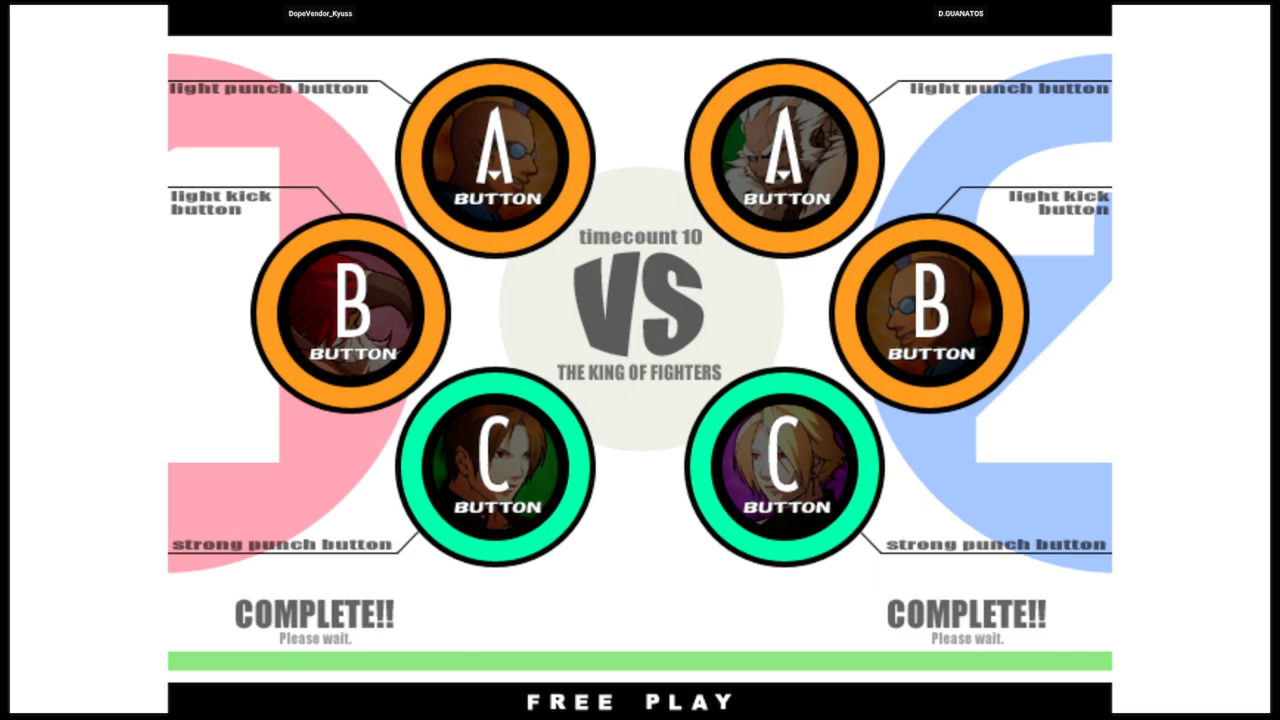 DopeVendor_Kyuss
D.GUANATOS
light punch button
A
BUTTON
A
BUTTON
light punch button
light kick
button
B
BUTTON
timecount 10
VS
THE KING OF FIGHTERS
light kick
button
B
BUTTON
C
BUTTON
C
BUTTON
strong punch button
strong punch button
COMPLETE!!
Please wait.
COMPLETE!!
Please wait.
FREE PLAY
1
2